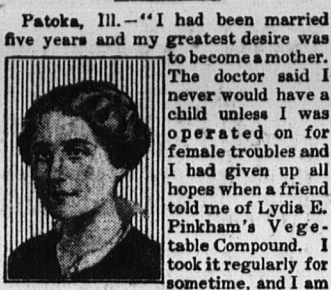 Patoka, Ill.—"I had been married
five years and my greatest desire was
to become a mother.
The doctor said I
never would have a
child unless I was
operated on for
female troubles and
I had given up all
hopes when a friend
told me of Lydia E.
Pinkham's Vege-
table Compound. I
took it regularly for
sometime, and I am